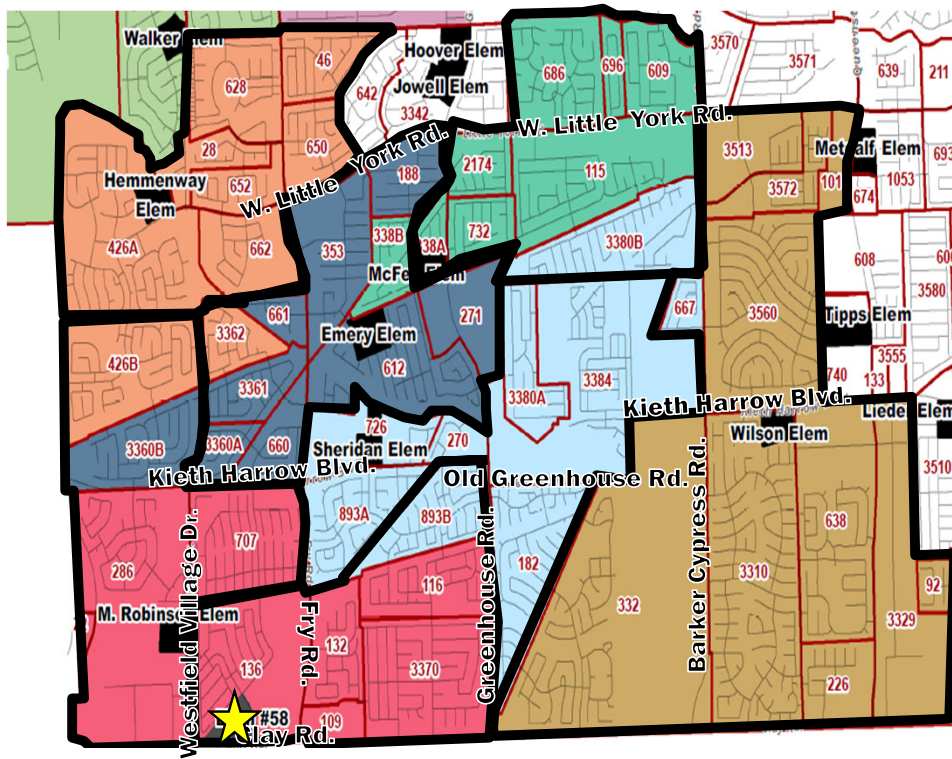 Walker Elem
Hoover Elem
Jowell Elem
3570
3571
639
211
46
628
642
3342
686
696
609
W. Little York Rd.
W. Little York Rd.
28
650
652
188
2174
115
3513
3572
101
Metcalf Elem
693
1053
674
Hemmenway
Elem
426A
662
353
338B
38A
732
3380B
608
3580
McFee Elem
661
3362
Emery Elem
271
612
667
3560
Tipps Elem
3555
133
740
426B
3361
3380A
3384
Kieth Harrow Blvd.
Wilson Elem
3360B
3360A
660
726
Sheridan Elem
270
Kieth Harrow Blvd.
Old Greenhouse Rd.
3510
893A
893B
Westfield Village Dr.
Fry Rd.
Greenhouse Rd.
Barker Cypress Rd.
286
707
116
182
332
3310
638
92
3329
M. Robinson Elem
136
132
3370
226
#58
109
Clay Rd.